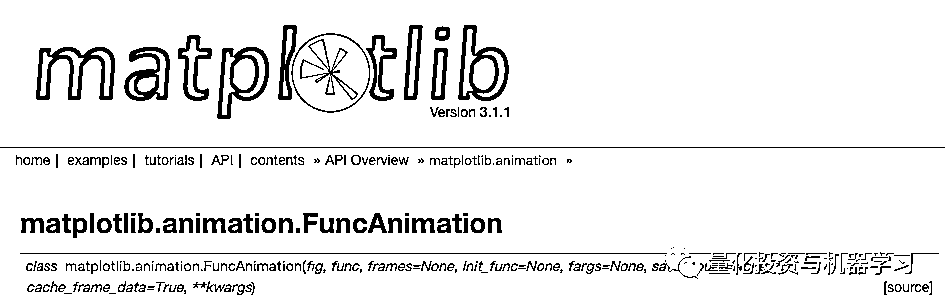 matplotlib
Version 3.1.1
home | examples | tutorials | API | contents » API Overview » matplotlib.animation »
matplotlib.animation.FuncAnimation
class matplotlib.animation.FuncAnimation(fig, func, frames=None, init_func=None, fargs=None,
量化投资与机器学习
cache_frame_data=True, **kwargs)
[source]